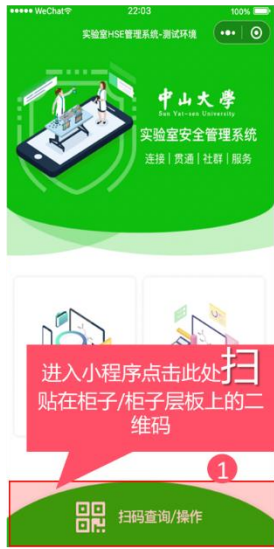 WeChat 22:03 100%
实验室HSE管理系统-测试环境
中山大學
Sun Yat-sen University
实验室安全管理系统
连接 | 贯通 | 社群 | 服务
进入小程序点击此处扫
贴在柜子/柜子层板上的二
维码
1
扫码查询/操作